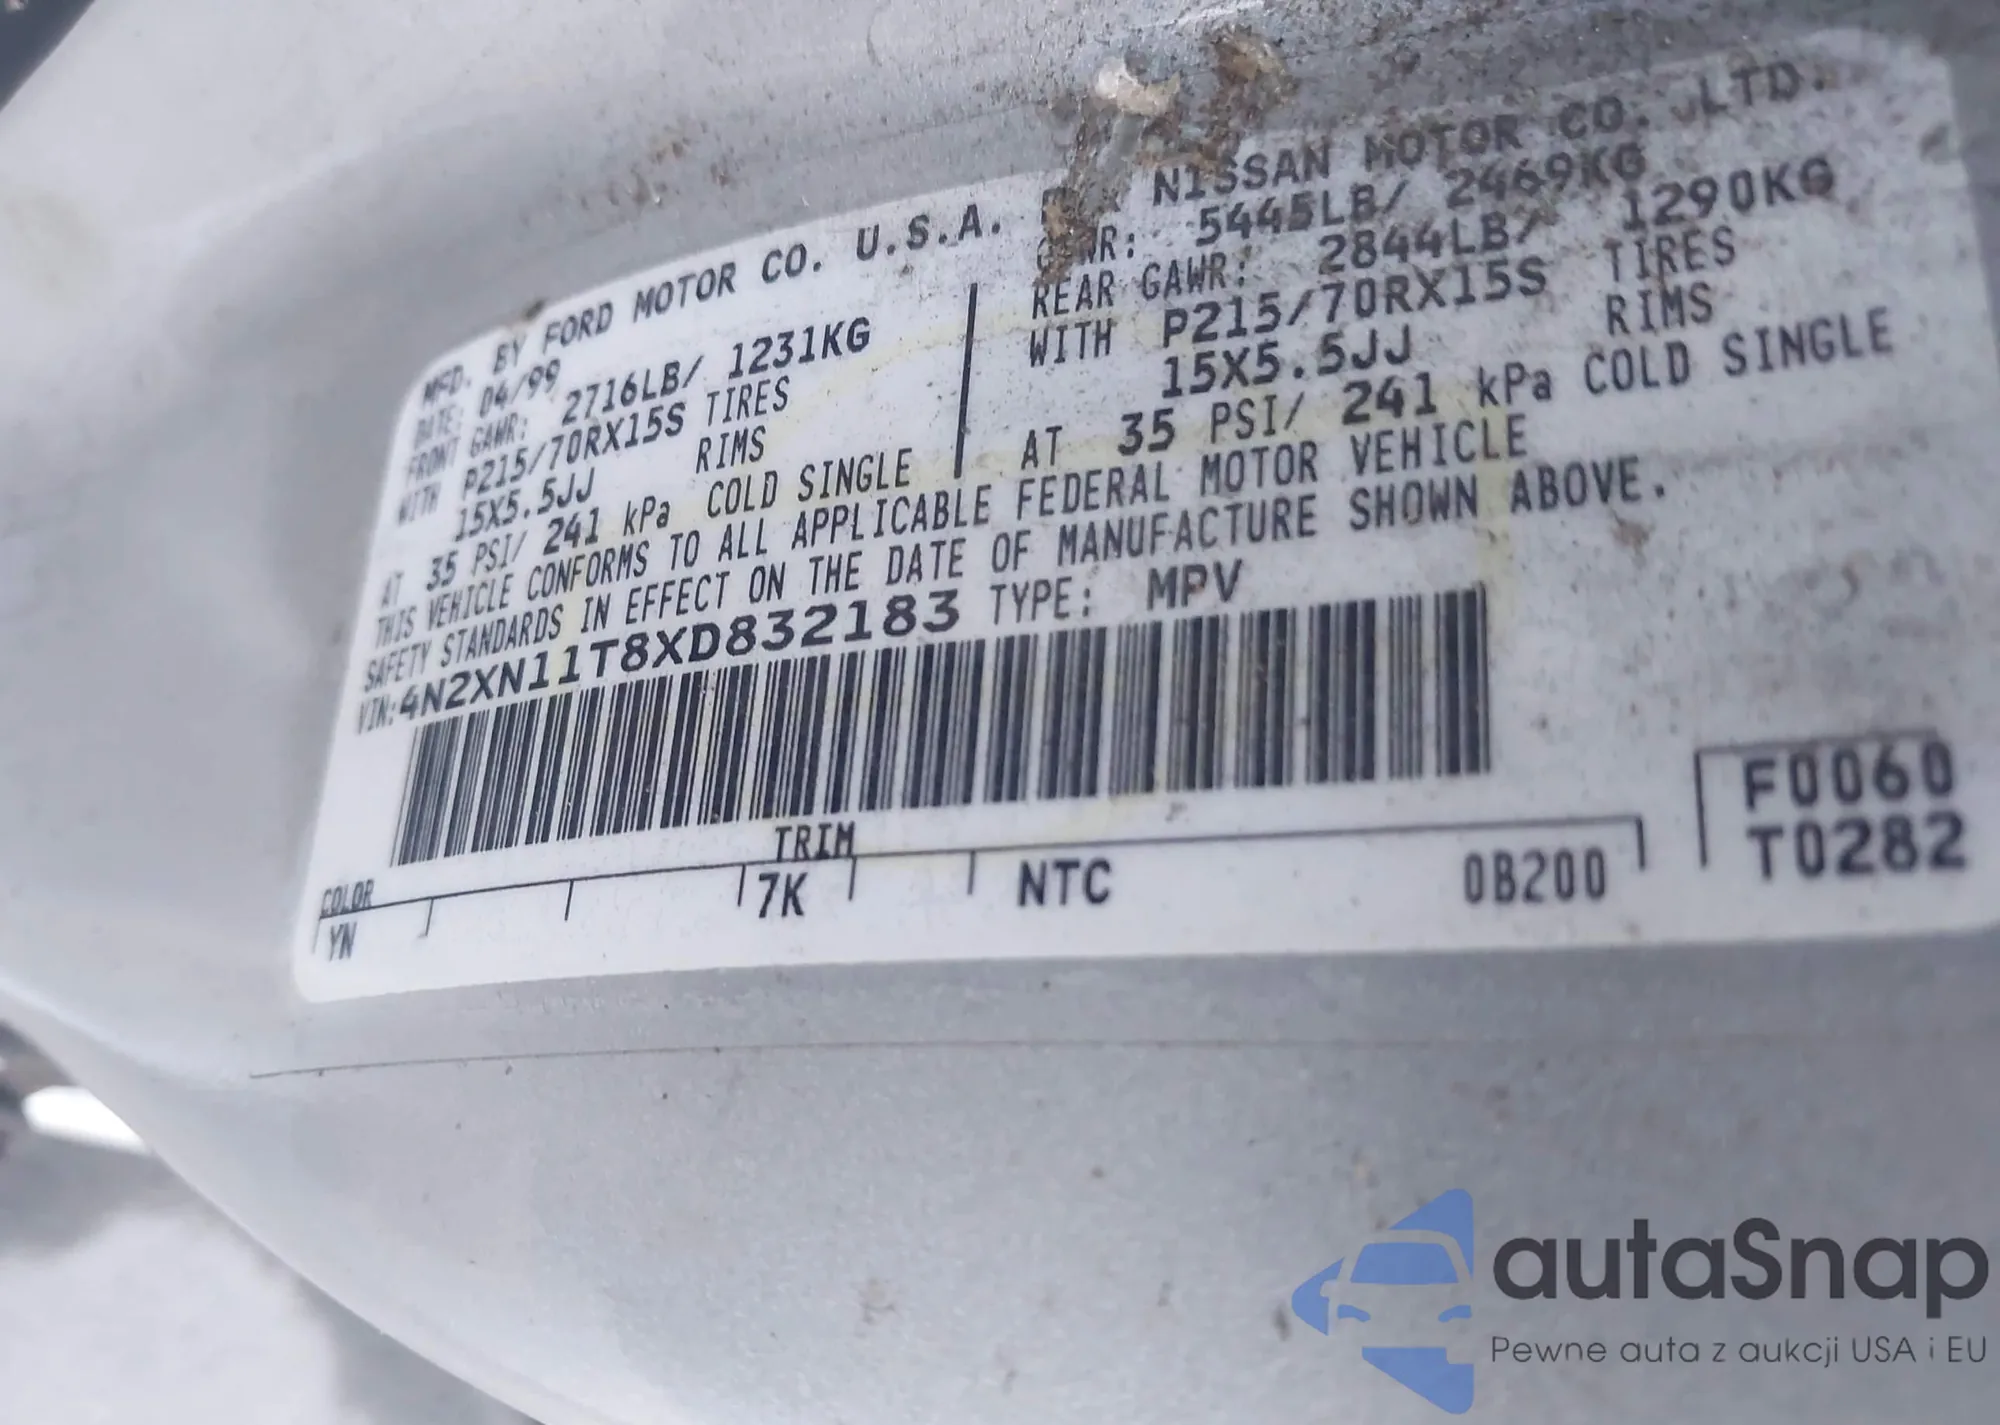 MFD. BY FORD MOTOR CO. U.S.A. NISSAN MOTOR CO. LTD.
DATE: 04/99 GVWR: 5445LB/ 2469KG
FRONT GAWR: 2716LB/ 1231KG REAR GAWR: 2844LB/ 1290KG
WITH P215/70RX15S TIRES WITH P215/70RX15S TIRES
15X5.5JJ RIMS 15X5.5JJ RIMS
AT 35 PSI/ 241 kPa COLD SINGLE AT 35 PSI/ 241 kPa COLD SINGLE
THIS VEHICLE CONFORMS TO ALL APPLICABLE FEDERAL MOTOR VEHICLE
SAFETY STANDARDS IN EFFECT ON THE DATE OF MANUFACTURE SHOWN ABOVE.
VIN: 4N2XN11T8XD832183 TYPE: MPV
F0060
T0282
COLOR TRIM
YN 7K NTC 0B200
autaSnap
Pewne auta z aukcji USA i EU